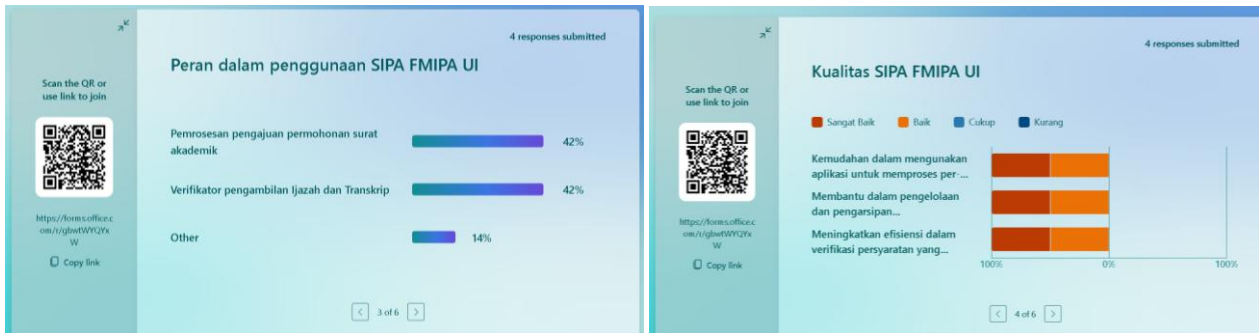 4 responses submitted
Peran dalam penggunaan SIPA FMIPA UI
Scan the QR or
use link to join
Pemrosesan pengajuan permohonan surat
akademik
42%
Verifikator pengambilan Ijazah dan Transkrip
42%
Other
14%
https://forms.office.c
om/r/gbwtWYQYx
W
Copy link
3 of 6
4 responses submitted
Kualitas SIPA FMIPA UI
Scan the QR or
use link to join
Sangat Baik
Baik
Cukup
Kurang
Kemudahan dalam mengunakan
aplikasi untuk memproses per-...
Membantu dalam pengelolaan
dan pengarsipan...
Meningkatkan efisiensi dalam
verifikasi persyaratan yang...
100%
0%
100%
https://forms.office.c
om/r/gbwtWYQYx
W
Copy link
4 of 6